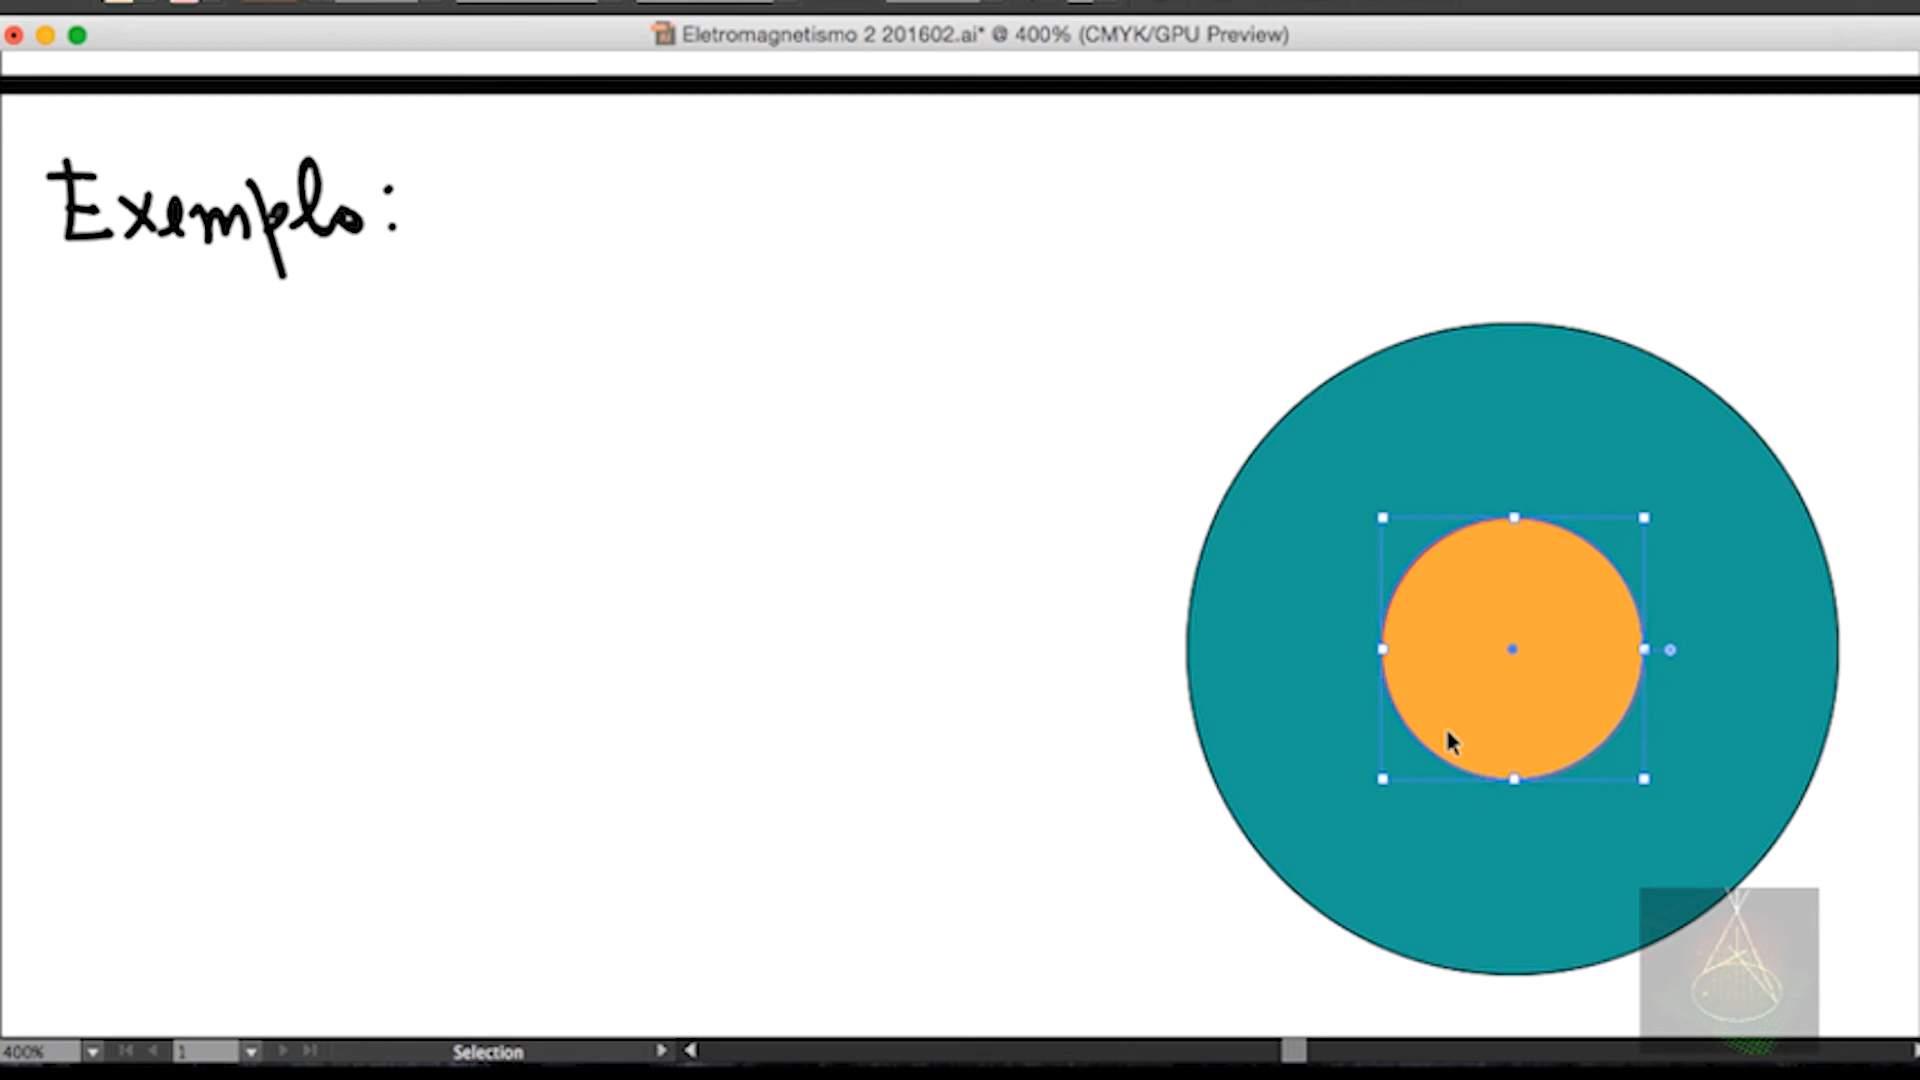 Eletromagnetismo 2 201602.ai* @ 400% (CMYK/GPU Preview)
Exemplo:
400%
1
Selection